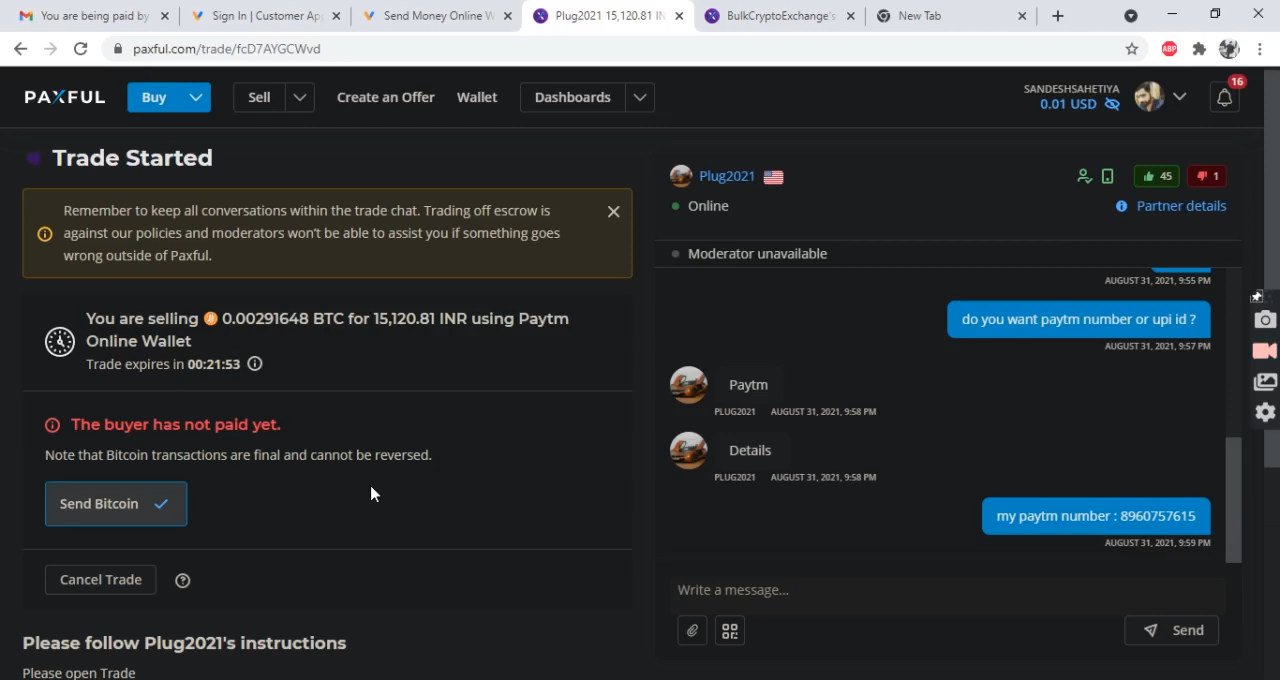 You are being paid by
Sign In | Customer Ap
Send Money Online W
Plug2021 15,120.81 IN
BulkCryptoExchange's
New Tab
paxful.com/trade/fcD7AYGCWvd
ABP
PAXFUL
Buy
Sell
Create an Offer
Wallet
Dashboards
SANDESHSAHETIYA
0.01 USD
16
Trade Started
Remember to keep all conversations within the trade chat. Trading off escrow is
against our policies and moderators won't be able to assist you if something goes
wrong outside of Paxful.
You are selling 0.00291648 BTC for 15,120.81 INR using Paytm
Online Wallet
Trade expires in 00:21:53
The buyer has not paid yet.
Note that Bitcoin transactions are final and cannot be reversed.
Send Bitcoin
Cancel Trade
Please follow Plug2021's instructions
Please open Trade
Plug2021
45
1
Online
Partner details
Moderator unavailable
AUGUST 31, 2021, 9:55 PM
do you want paytm number or upi id ?
AUGUST 31, 2021, 9:57 PM
Paytm
PLUG2021 AUGUST 31, 2021, 9:58 PM
Details
PLUG2021 AUGUST 31, 2021, 9:58 PM
my paytm number : 8960757615
AUGUST 31, 2021, 9:59 PM
Write a message...
Send